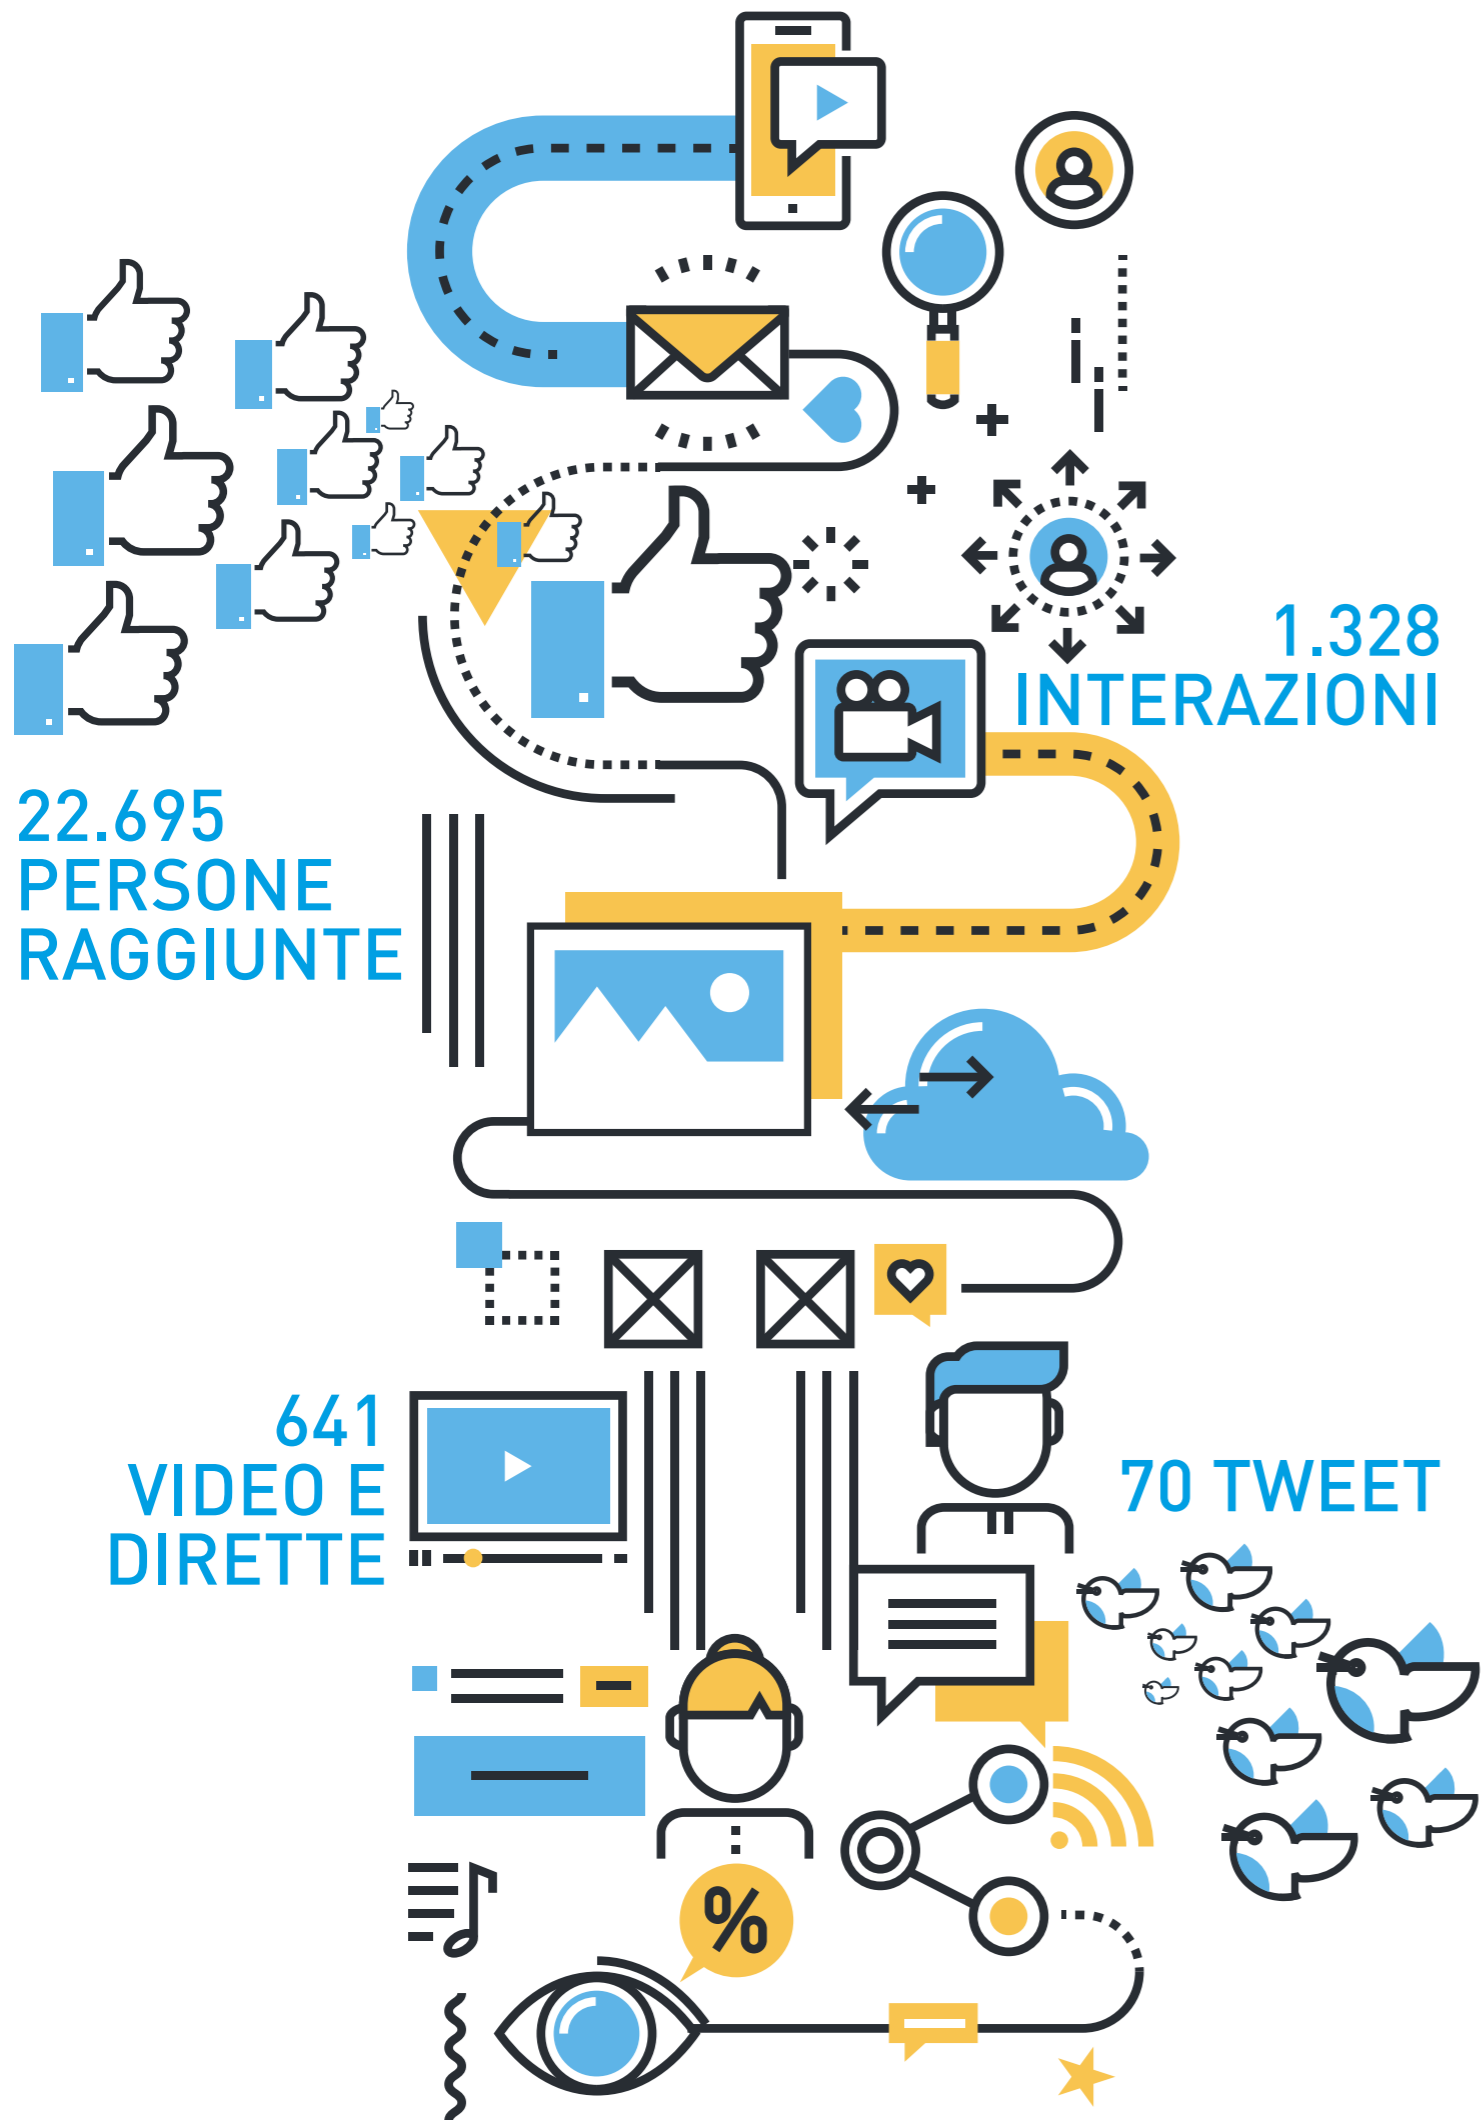 1.328
INTERAZIONI
22.695
PERSONE
RAGGIUNTE
641
VIDEO E
DIRETTE
70 TWEET
%